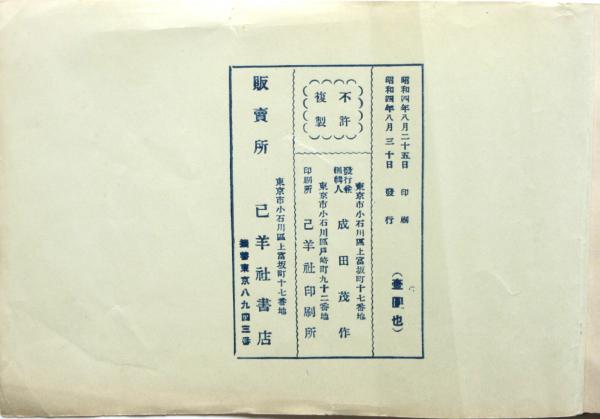 昭和四年八月二十五日 印刷
昭和四年八月三十日 發行
(壹圓也)
不許
複製
東京市小石川區上富坂町十七番地
發行兼
編輯人 成田茂作
東京市小石川區戸崎町九十二番地
印刷所 己羊社印刷所
東京市小石川區上富坂町十七番地
販賣所 己羊社書店
振替東京八九四三番